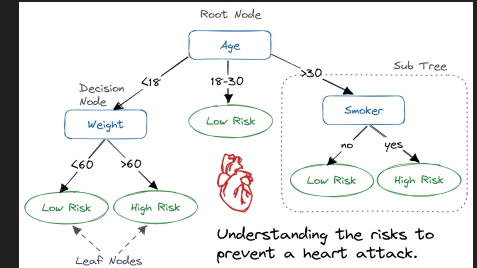 Root Node
Age
Sub Tree
<18
18-30
>30
Decision
Node
Weight
Low Risk
Smoker
no
yes
<60
>60
Low Risk
High Risk
Low Risk
High Risk
Leaf Nodes
Understanding the risks to
prevent a heart attack.